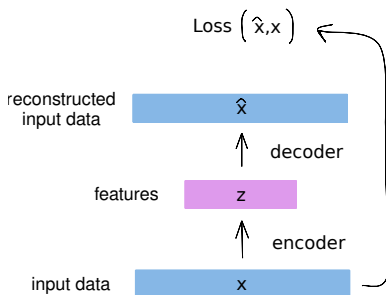 Loss (x̂,x)
reconstructed
input data
x̂
decoder
features
z
encoder
input data
x